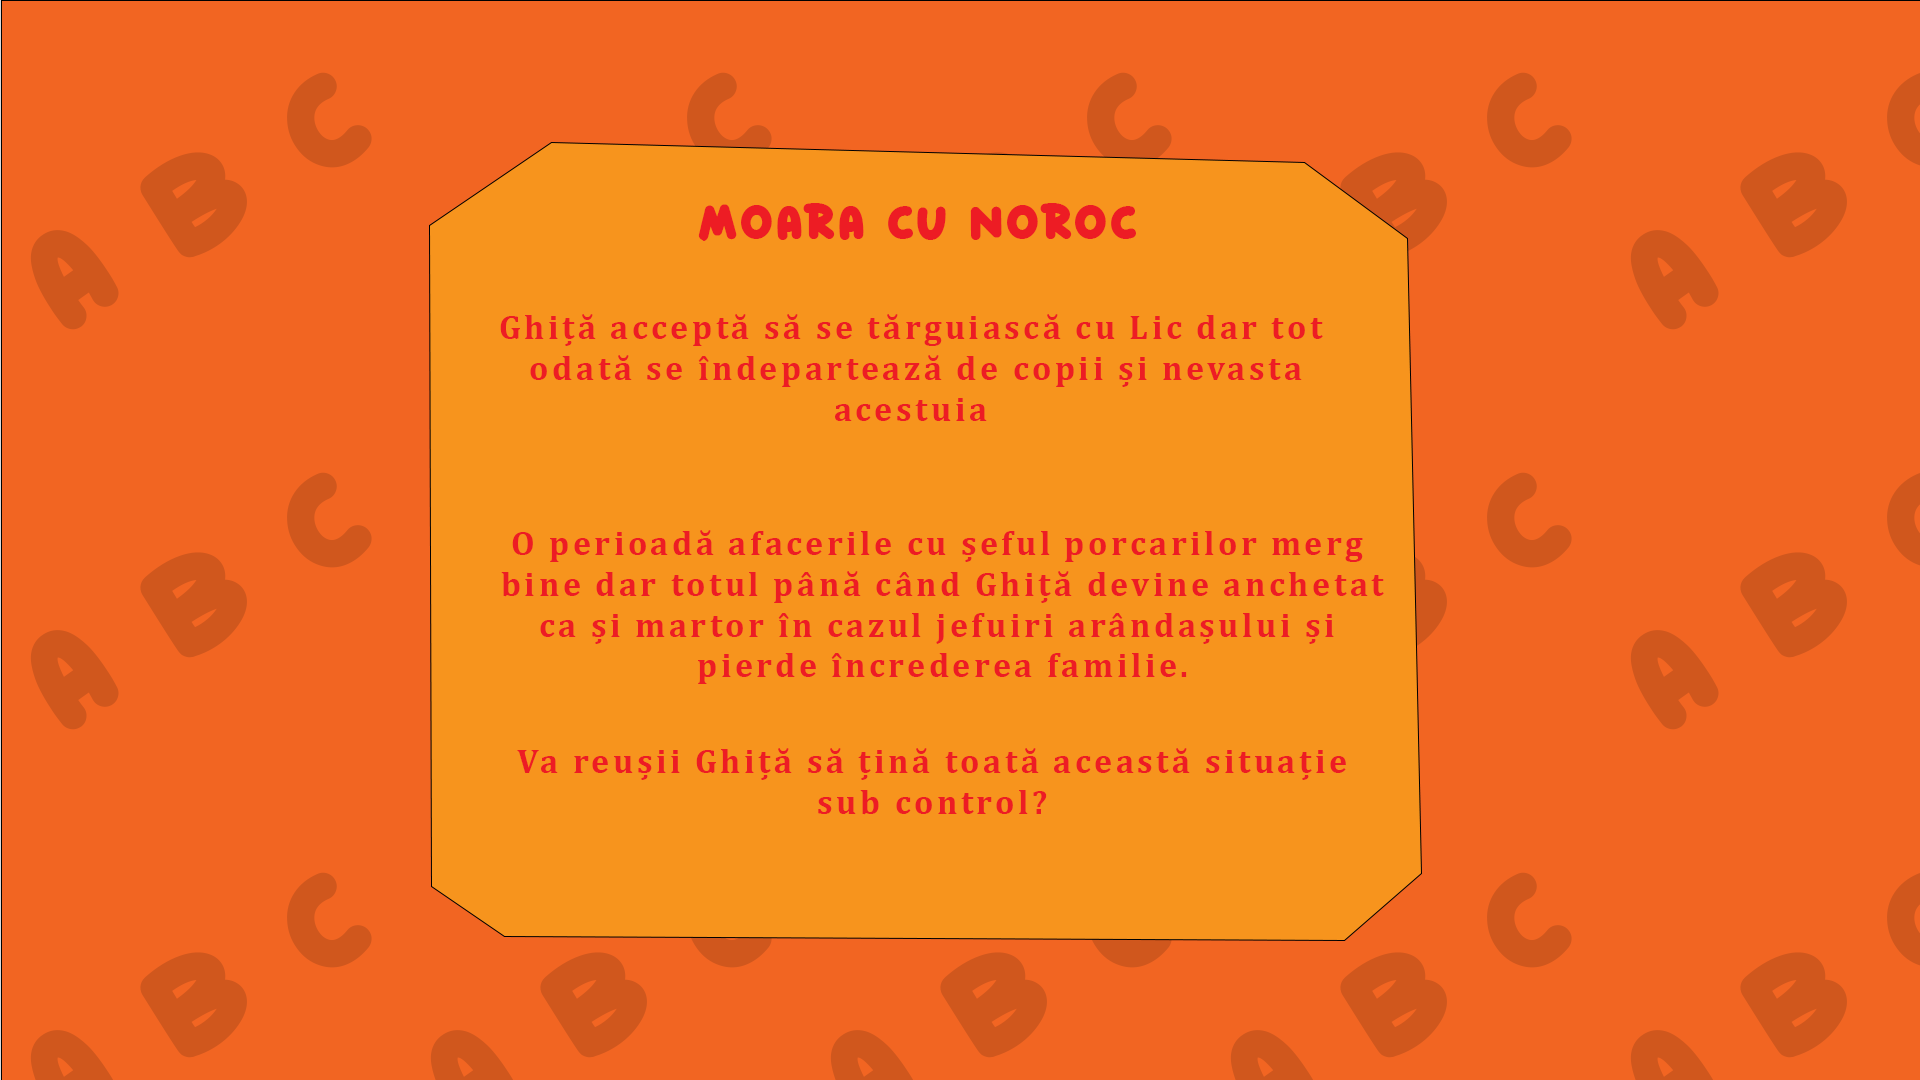 MOARA CU NOROC
Ghiță acceptă să se tărguiască cu Lic dar tot
odată se îndepartează de copii și nevasta
acestuia
O perioadă afacerile cu șeful porcarilor merg
bine dar totul până când Ghiță devine anchetat
ca și martor în cazul jefuiri arândașului și
pierde încrederea familie.
Va reușii Ghiță să țină toată această situație
sub control?
A B C
A B C
A B C
A B C
A B C
A B C
A B C
A B C